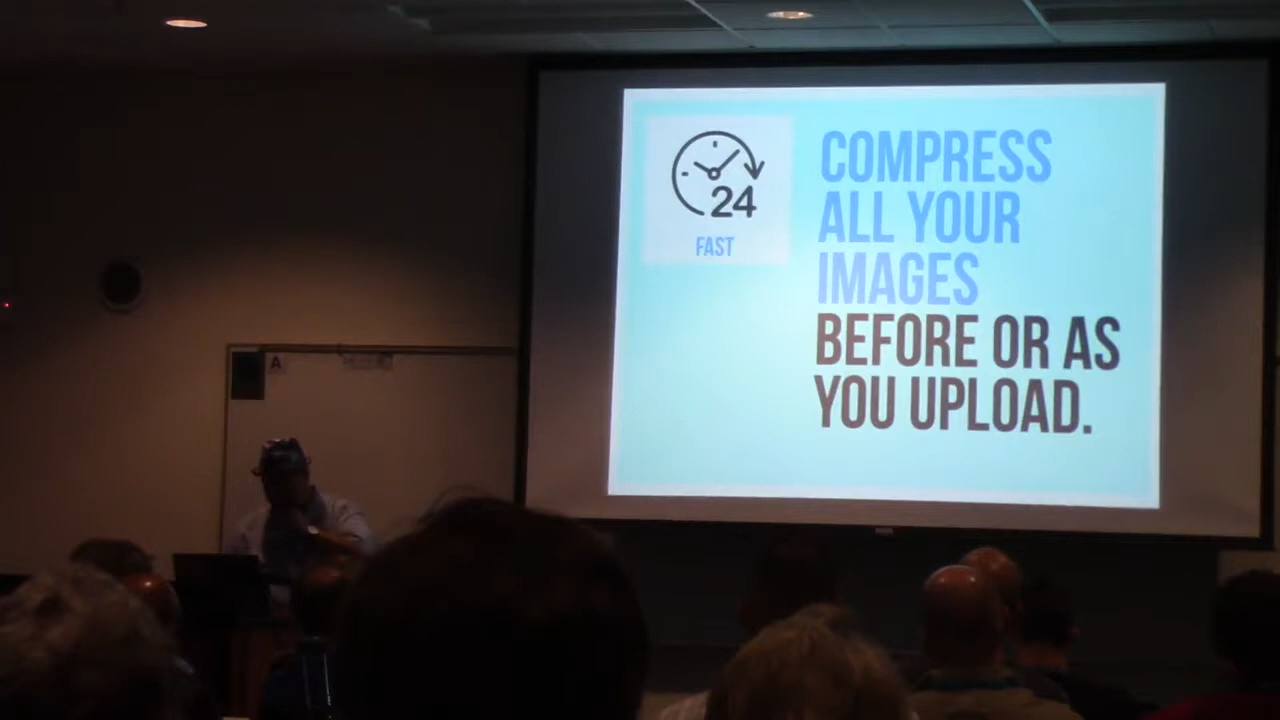 24
FAST
COMPRESS
ALL YOUR
IMAGES
BEFORE OR AS
YOU UPLOAD.
A